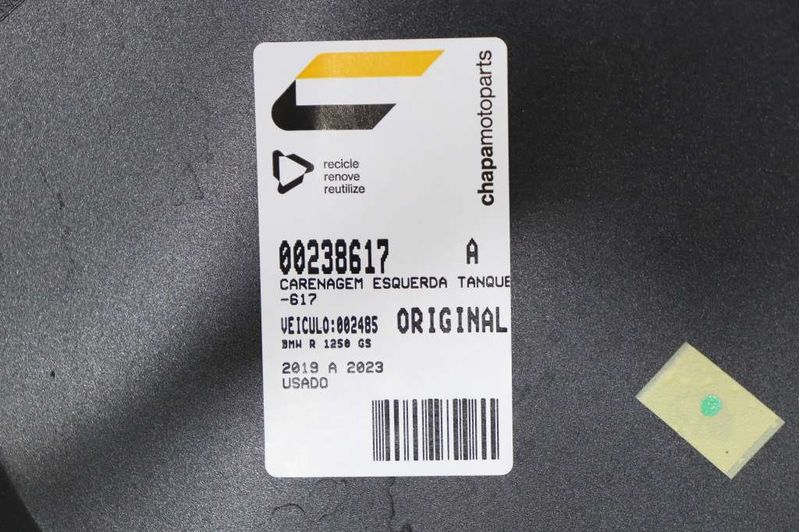 chapamotoparts
recicle
renove
reutilize
00238617 A
CARENAGEM ESQUERDA TANQUE
-617
VEICULO:002485 ORIGINAL
BMW R 1250 GS
2019 A 2023
USADO